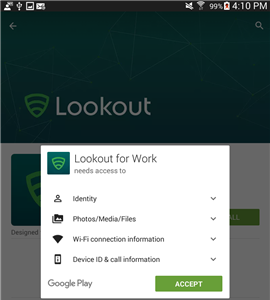 99% 4:10 PM
Lookout
Lookout for Work
needs access to
Identity
Photos/Media/Files
Wi-Fi connection information
Device ID & call information
Google Play
ACCEPT
ALL
Designed